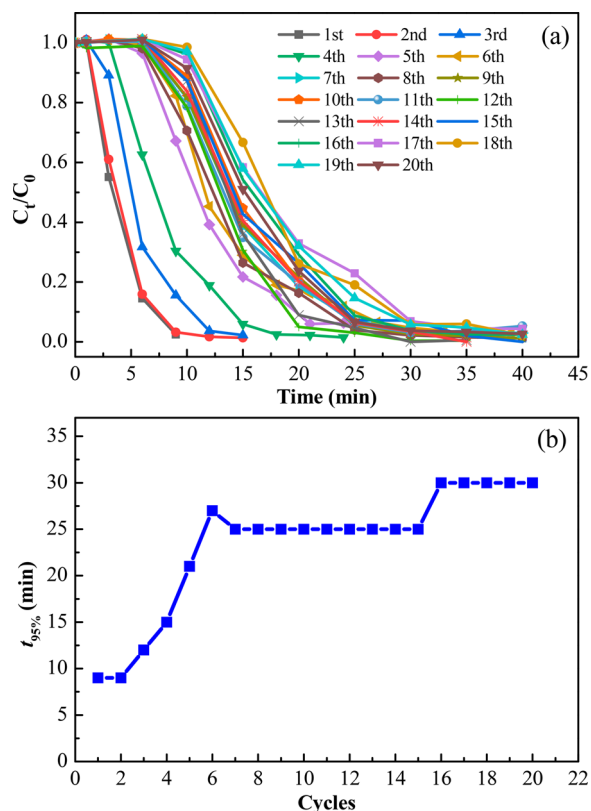 (a)
1st 2nd 3rd
4th 5th 6th
7th 8th 9th
10th 11th 12th
13th 14th 15th
16th 17th 18th
19th 20th
1.0
0.8
0.6
0.4
0.2
0.0
Ct/C0
0 5 10 15 20 25 30 35 40 45
Time (min)
(b)
35
30
25
20
15
10
5
0
t95% (min)
0 2 4 6 8 10 12 14 16 18 20 22
Cycles